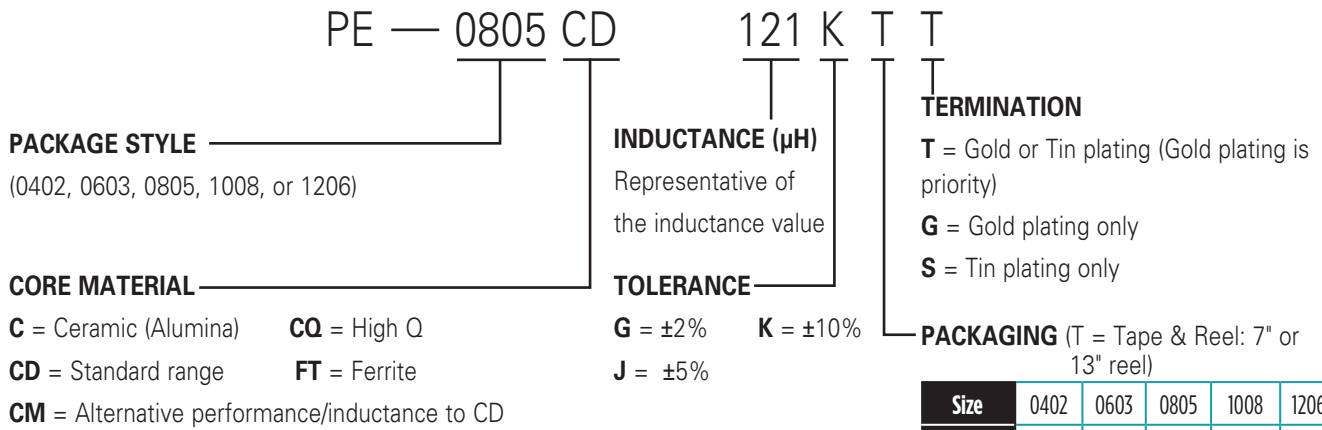 PE — 0805 CD 121 K T T
PACKAGE STYLE
(0402, 0603, 0805, 1008, or 1206)
CORE MATERIAL
C = Ceramic (Alumina) CQ = High Q
CD = Standard range FT = Ferrite
CM = Alternative performance/inductance to CD
INDUCTANCE (µH)
Representative of
the inductance value
TOLERANCE
G = ±2% K = ±10%
J = ±5%
TERMINATION
T = Gold or Tin plating (Gold plating is
priority)
G = Gold plating only
S = Tin plating only
PACKAGING (T = Tape & Reel: 7" or
13" reel)
Size 0402 0603 0805 1008 1206